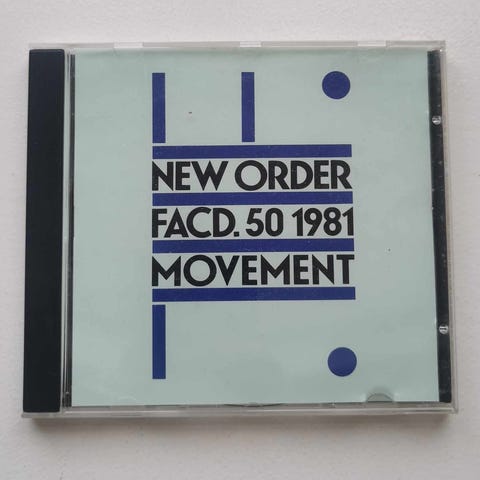 NEW ORDER
FACD. 50 1981
MOVEMENT